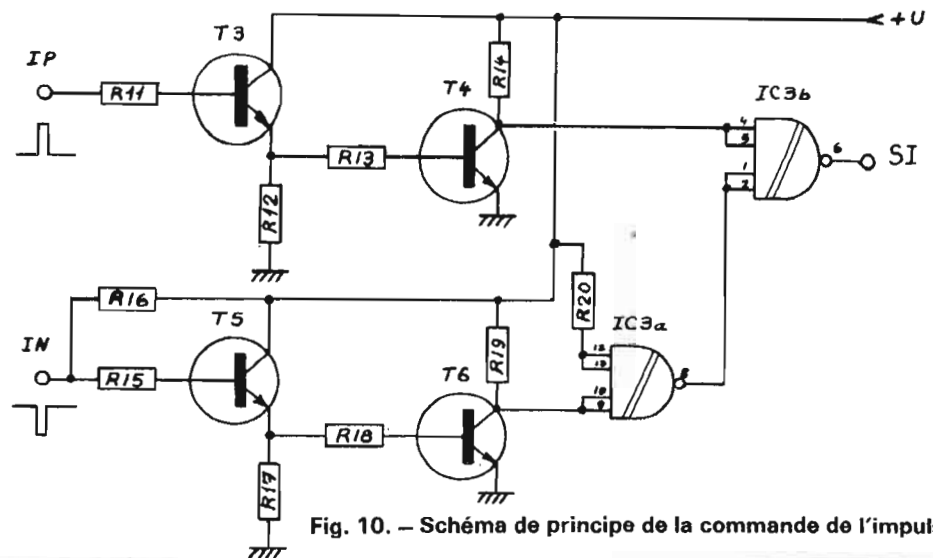 +U
T3
IP
R11
R14
T4
IC3b
4
5
6
SI
R13
1
2
R12
R16
R20
IC3a
T5
IN
R15
R19
12
13
T6
10
9
8
R18
R17
Fig. 10. – Schéma de principe de la commande de l'impul